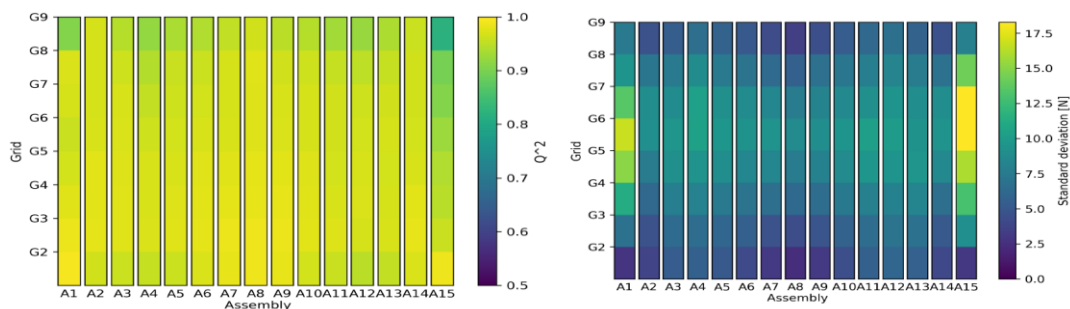 G9
G8
G7
G6
G5
G4
G3
G2
Grid
A1 A2 A3 A4 A5 A6 A7 A8 A9 A10 A11 A12 A13 A14 A15
Assembly
1.0
0.9
0.8
0.7
0.6
0.5
Q^2
G9
G8
G7
G6
G5
G4
G3
G2
Grid
A1 A2 A3 A4 A5 A6 A7 A8 A9 A10 A11 A12 A13 A14 A15
Assembly
17.5
15.0
12.5
10.0
7.5
5.0
2.5
0.0
Standard deviation [N]